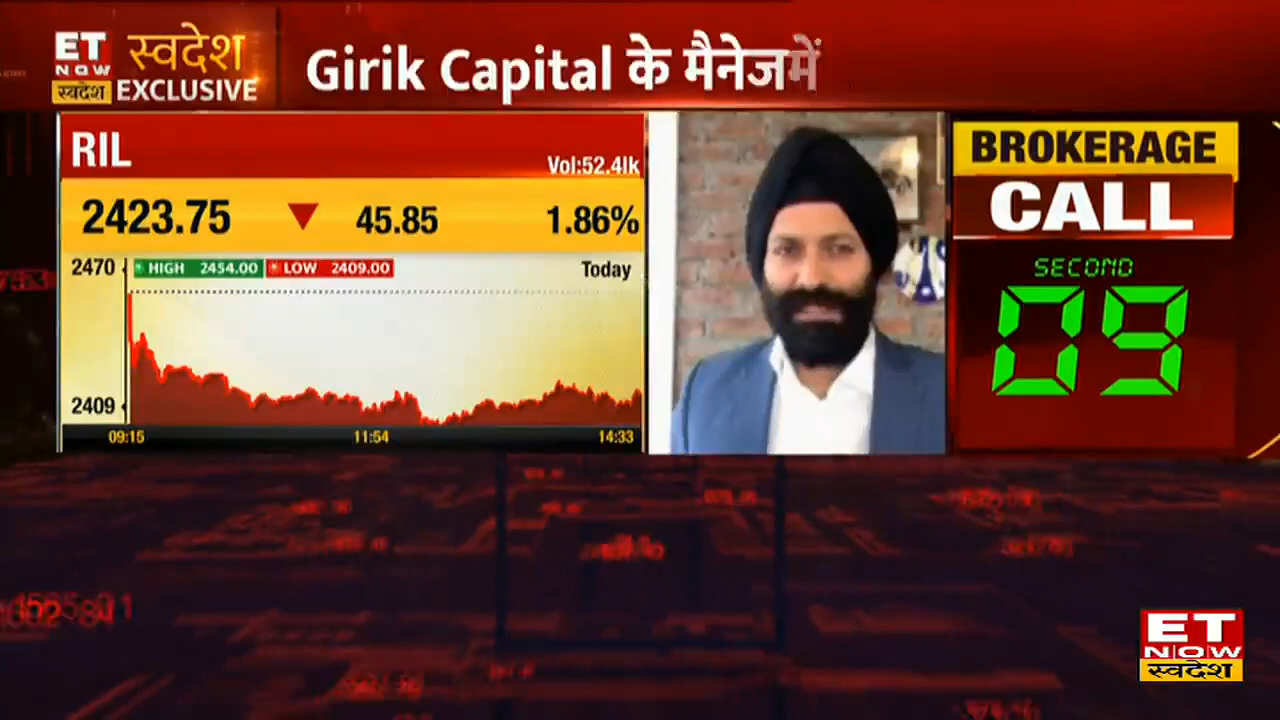 ET
NOW
स्वदेश
स्वदेश
EXCLUSIVE
Girik Capital के मैनेजमें
RIL
Vol:52.4lk
2423.75 ▼ 45.85 1.86%
2470
HIGH 2454.00 LOW 2409.00
Today
2409
09:15 11:54 14:33
BROKERAGE
CALL
SECOND
09
ET
NOW
स्वदेश